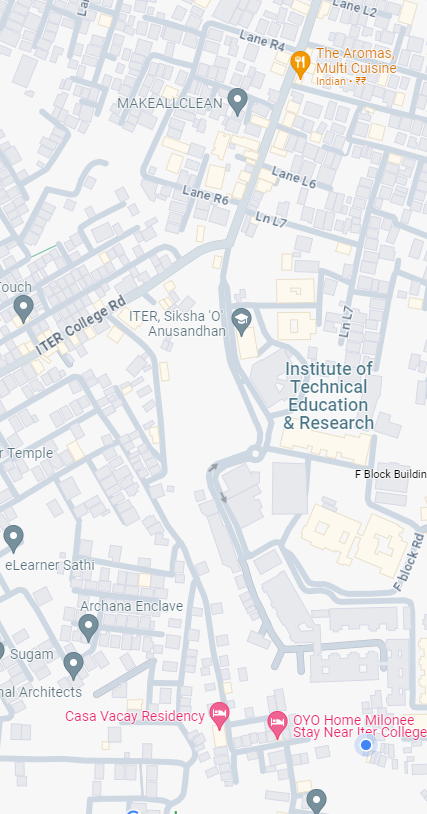 Lane L2
Lane R4
The Aromas,
Multi Cuisine
Indian • ₹₹
MAKEALLCLEAN
Lane L6
Lane R6
Ln L7
Touch
ITER College Rd
ITER, Siksha 'O'
Anusandhan
Ln L7
Institute of
Technical
Education
& Research
Temple
F Block Buildin
F block Rd
eLearner Sathi
Archana Enclave
Sugam
Architects
Casa Vacay Residency
OYO Home Milonee
Stay Near Iter College